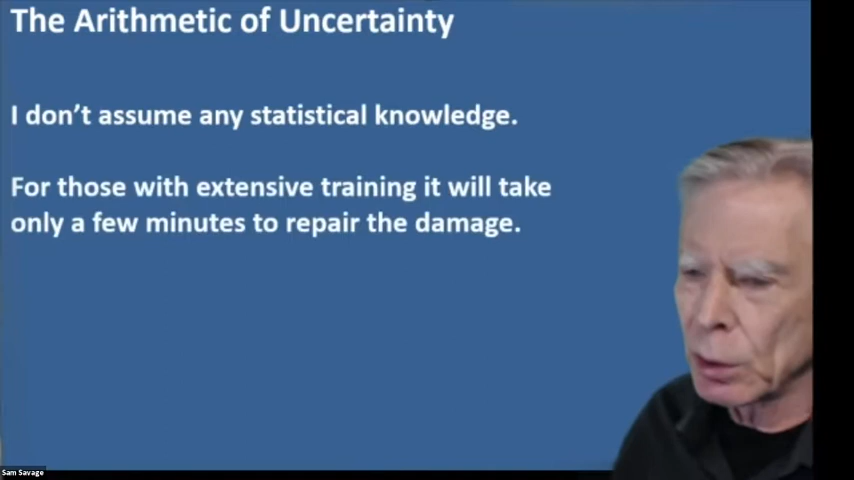 The Arithmetic of Uncertainty
I don't assume any statistical knowledge.
For those with extensive training it will take
only a few minutes to repair the damage.
Sam Savage